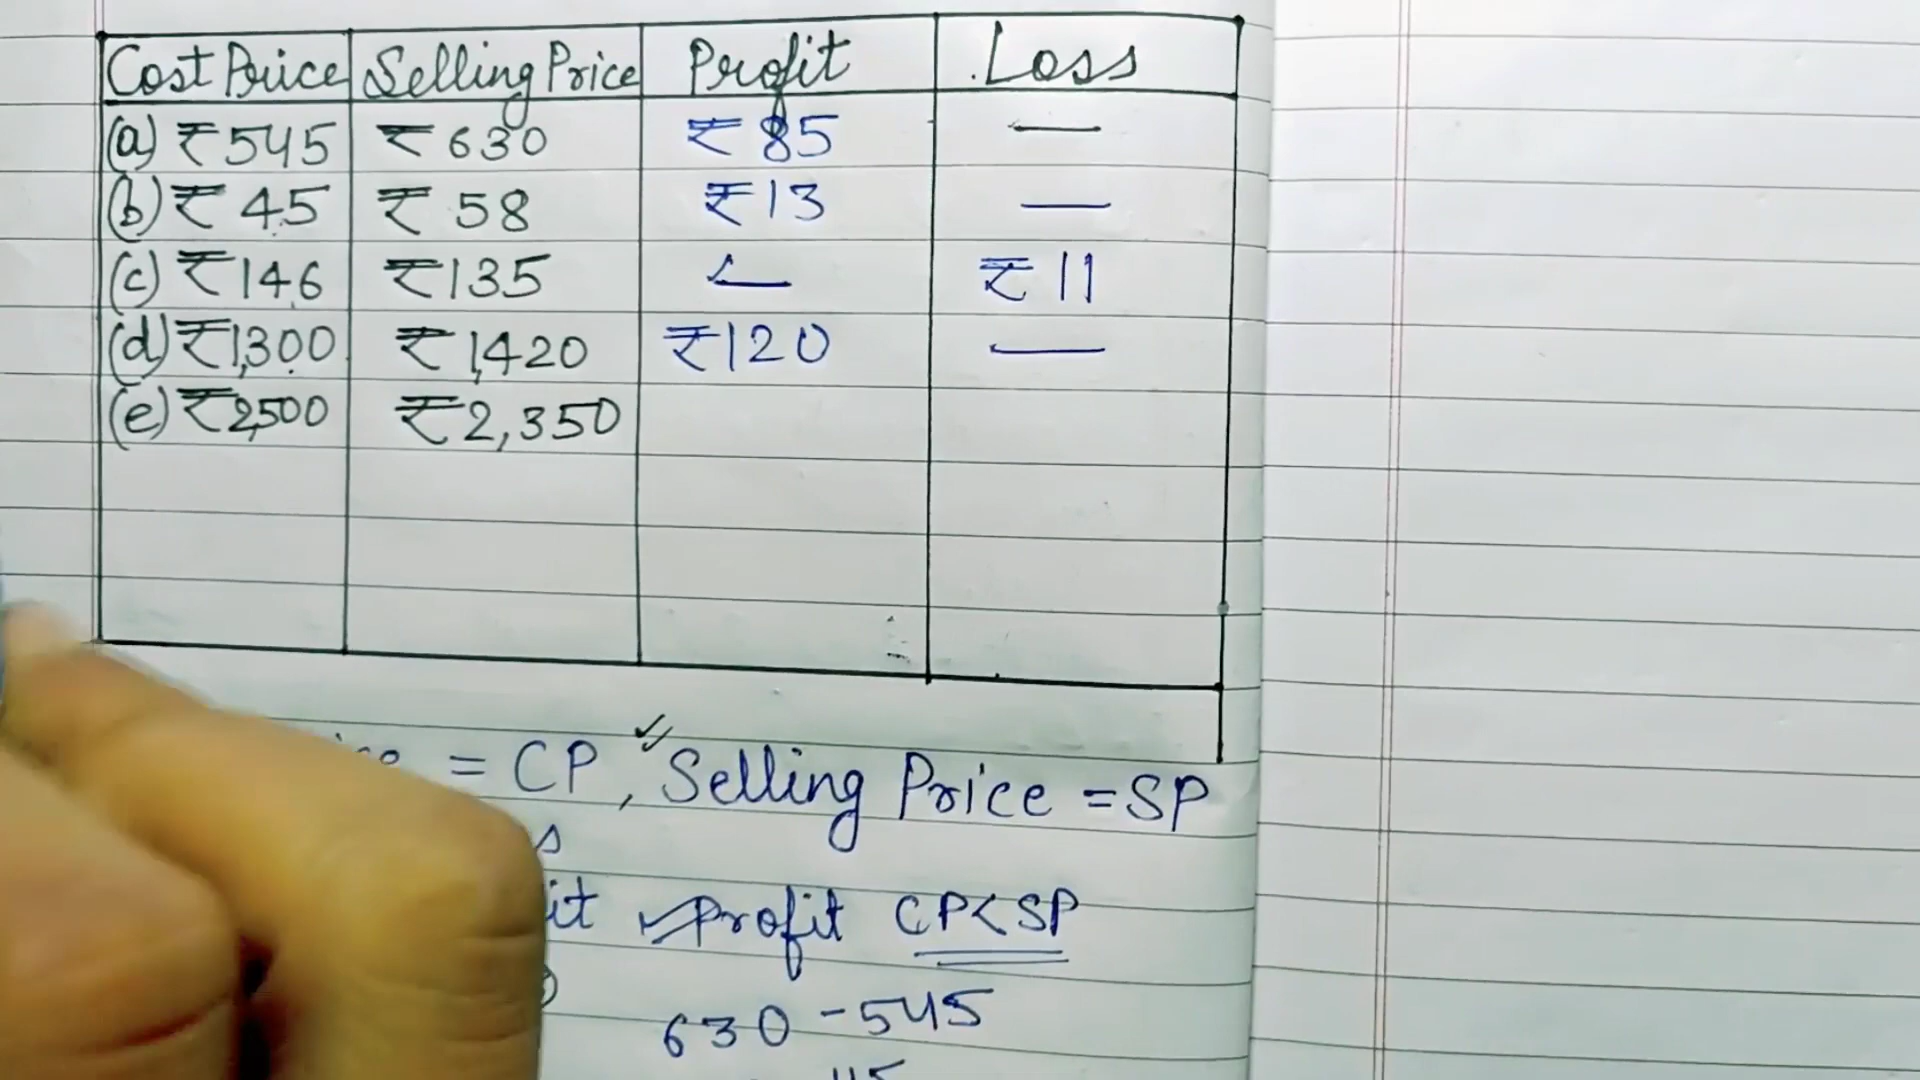 Cost Price Selling Price Profit Loss
(a) ₹545 ₹630 ₹85 —
(b) ₹45 ₹58 ₹13 —
(c) ₹146 ₹135 — ₹11
(d) ₹1,300 ₹1,420 ₹120 —
(e) ₹2,500 ₹2,350
= CP, Selling Price = SP
Profit CP < SP
630 - 545